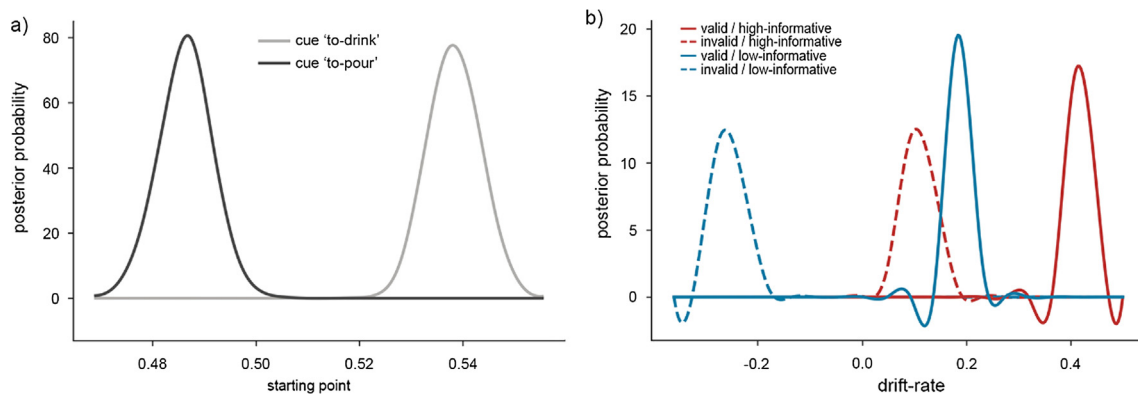 a)
cue 'to-drink'
cue 'to-pour'
80
60
40
20
0
posterior probability
0.48 0.50 0.52 0.54
starting point
b)
valid / high-informative
invalid / high-informative
valid / low-informative
invalid / low-informative
20
15
10
5
0
posterior probability
-0.2 0.0 0.2 0.4
drift-rate